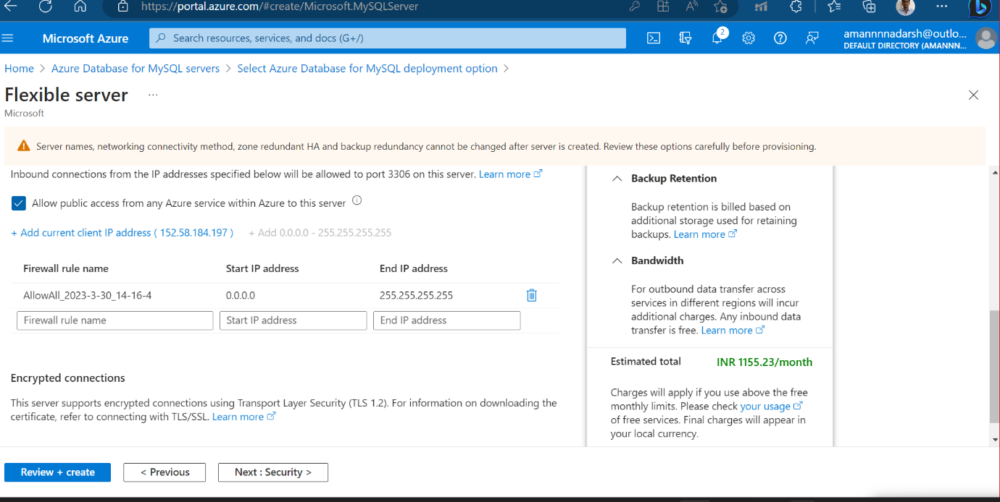 https://portal.azure.com/#create/Microsoft.MySQLServer
Microsoft Azure
Search resources, services, and docs (G+/)
2
amannnnadarsh@outlo...
DEFAULT DIRECTORY (AMANNN...
Home > Azure Database for MySQL servers > Select Azure Database for MySQL deployment option >
Flexible server ...
Microsoft
Server names, networking connectivity method, zone redundant HA and backup redundancy cannot be changed after server is created. Review these options carefully before provisioning.
Inbound connections from the IP addresses specified below will be allowed to port 3306 on this server. Learn more
Allow public access from any Azure service within Azure to this server
+ Add current client IP address ( 152.58.184.197 ) + Add 0.0.0.0 - 255.255.255.255
Firewall rule name Start IP address End IP address
AllowAll_2023-3-30_14-16-4 0.0.0.0 255.255.255.255
Firewall rule name Start IP address End IP address
Encrypted connections
This server supports encrypted connections using Transport Layer Security (TLS 1.2). For information on downloading the
certificate, refer to connecting with TLS/SSL. Learn more
Backup Retention
Backup retention is billed based on
additional storage used for retaining
backups. Learn more
Bandwidth
For outbound data transfer across
services in different regions will incur
additional charges. Any inbound data
transfer is free. Learn more
Estimated total INR 1155.23/month
Charges will apply if you use above the free
monthly limits. Please check your usage
of free services. Final charges will appear in
your local currency.
Review + create < Previous Next : Security >